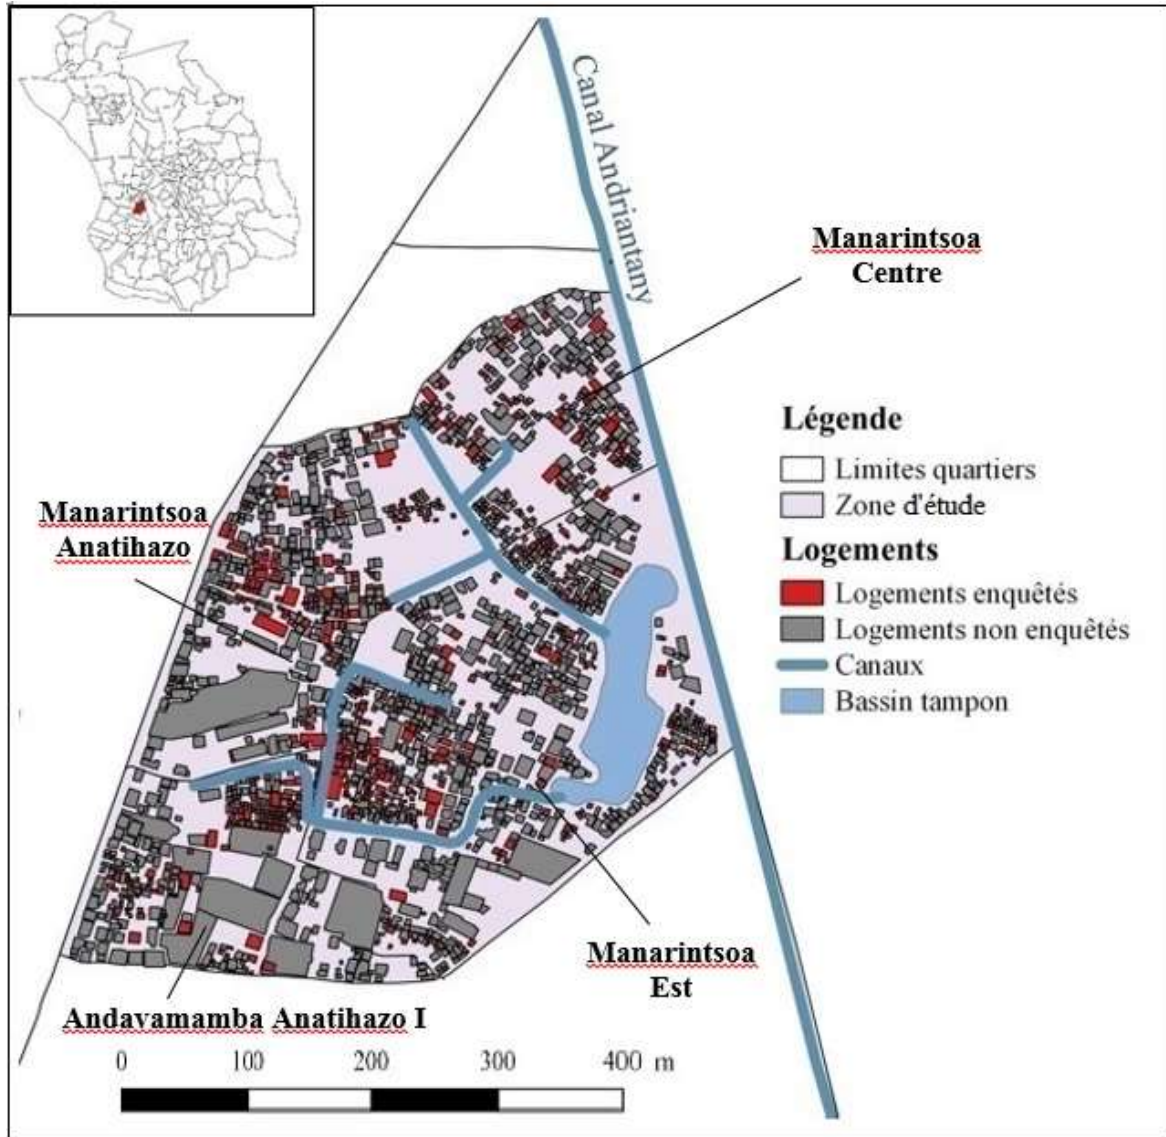 Canal Andriantany
Manarintsoa
Centre
Légende
Limites quartiers
Zone d'étude
Manarintsoa
Anatihazo
Logements
Logements enquêtés
Logements non enquêtés
Canaux
Bassin tampon
Manarintsoa
Est
Andavamamba Anatihazo I
0 100 200 300 400 m